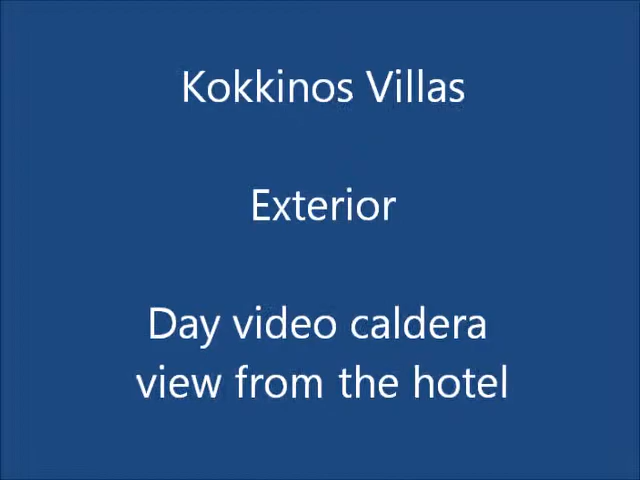 Kokkinos Villas
Exterior
Day video caldera
view from the hotel